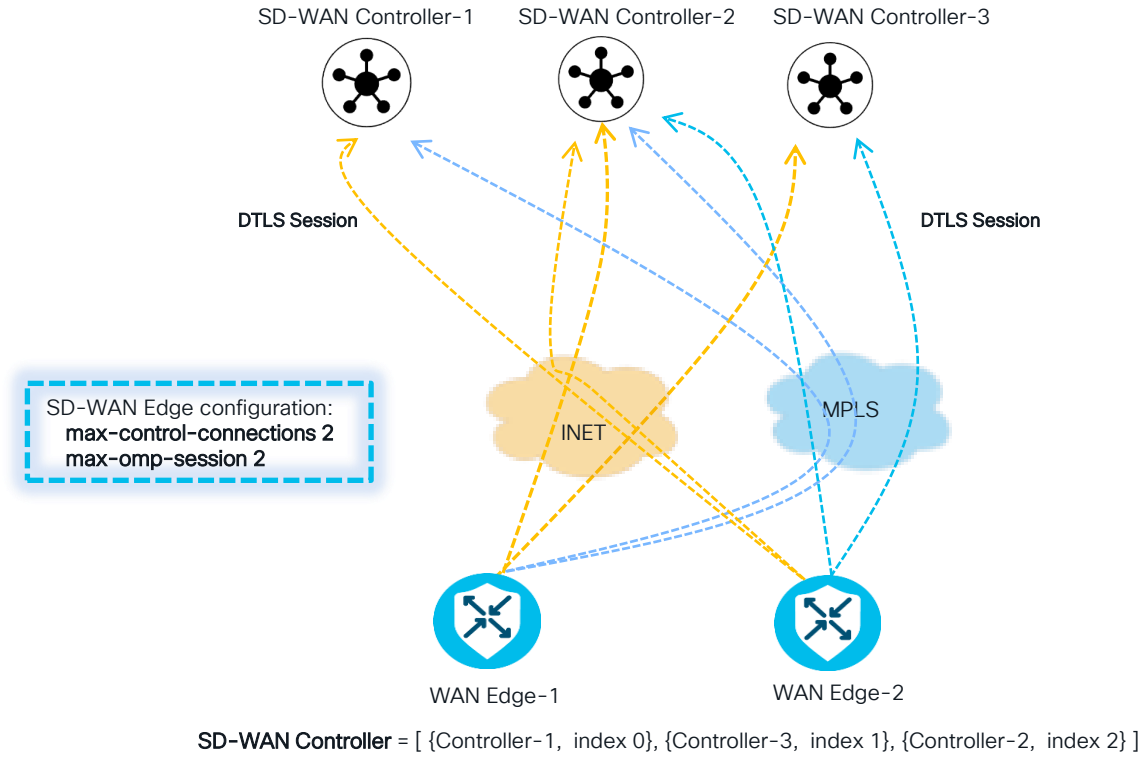 SD-WAN Controller-1
SD-WAN Controller-2
SD-WAN Controller-3
DTLS Session
DTLS Session
SD-WAN Edge configuration:
max-control-connections 2
max-omp-session 2
INET
MPLS
WAN Edge-1
WAN Edge-2
SD-WAN Controller = [ {Controller-1, index 0}, {Controller-3, index 1}, {Controller-2, index 2} ]